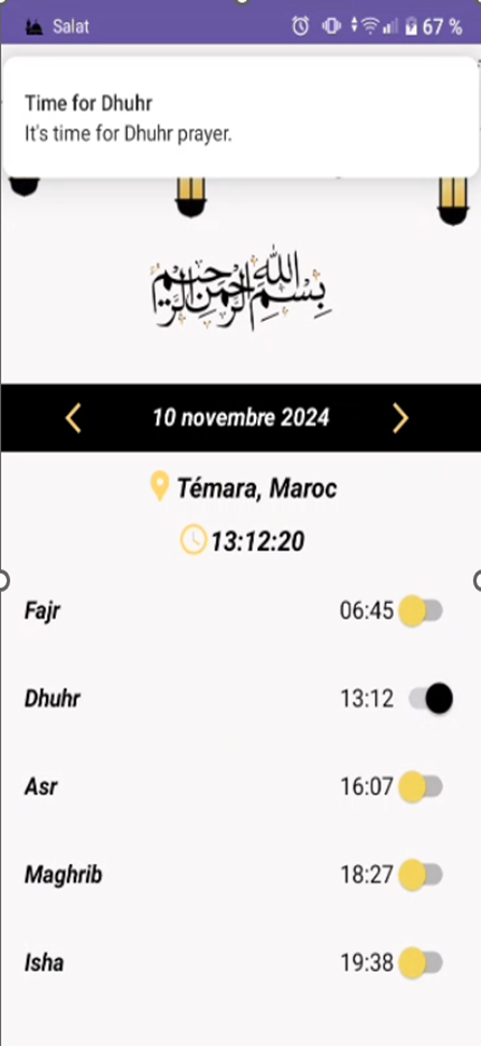 Salat
67 %
Time for Dhuhr
It's time for Dhuhr prayer.
بسم الله الرحمن الرحيم
10 novembre 2024
Témara, Maroc
13:12:20
Fajr 06:45
Dhuhr 13:12
Asr 16:07
Maghrib 18:27
Isha 19:38